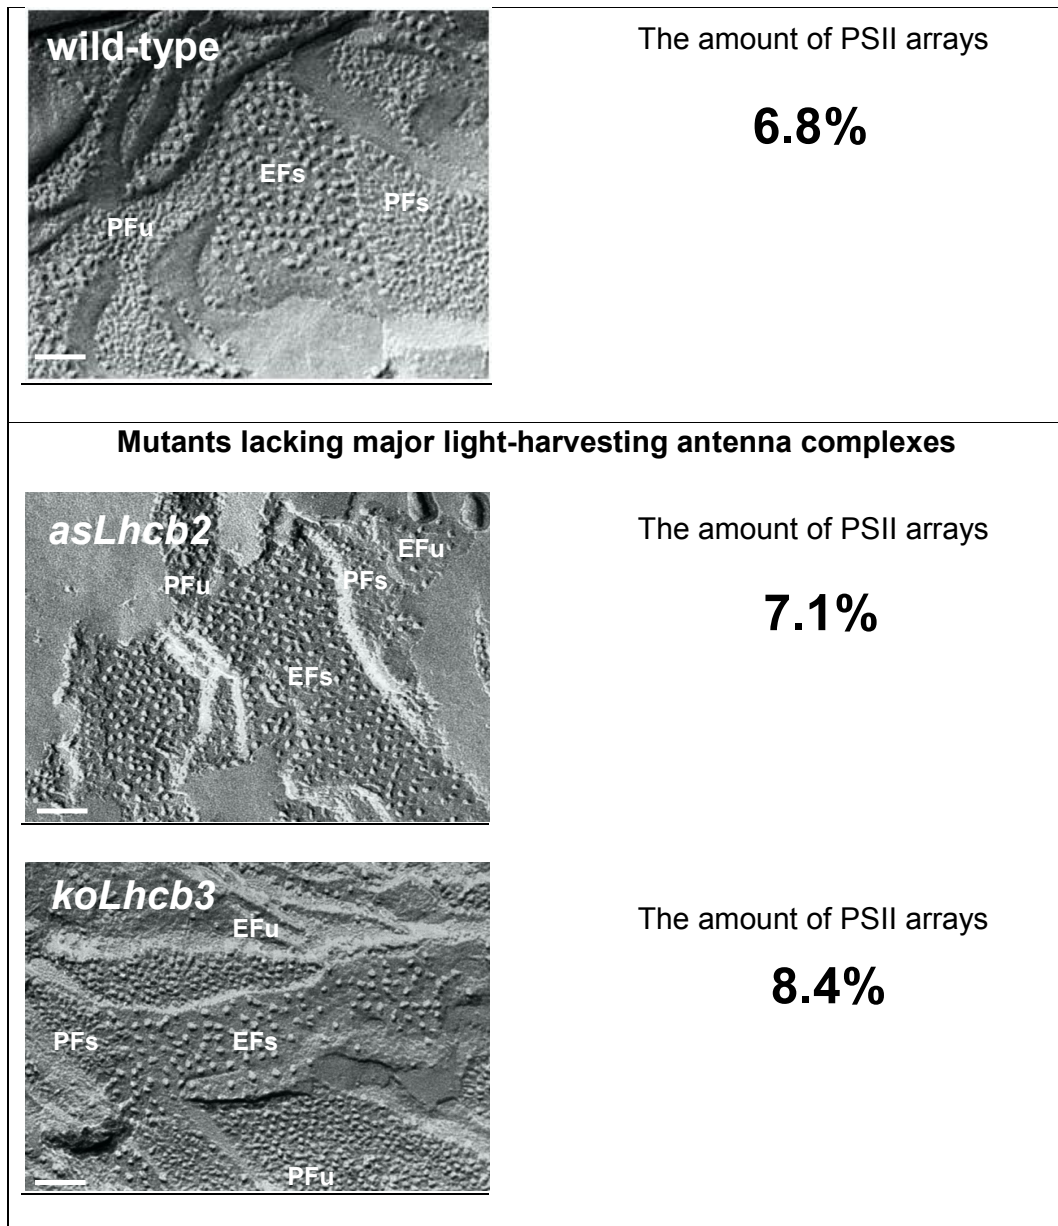 wild-type
EFs
PFs
PFu
The amount of PSII arrays
6.8%
Mutants lacking major light-harvesting antenna complexes
asLhcb2
EFu
PFs
PFu
EFs
The amount of PSII arrays
7.1%
koLhcb3
EFu
PFs
EFs
PFu
The amount of PSII arrays
8.4%